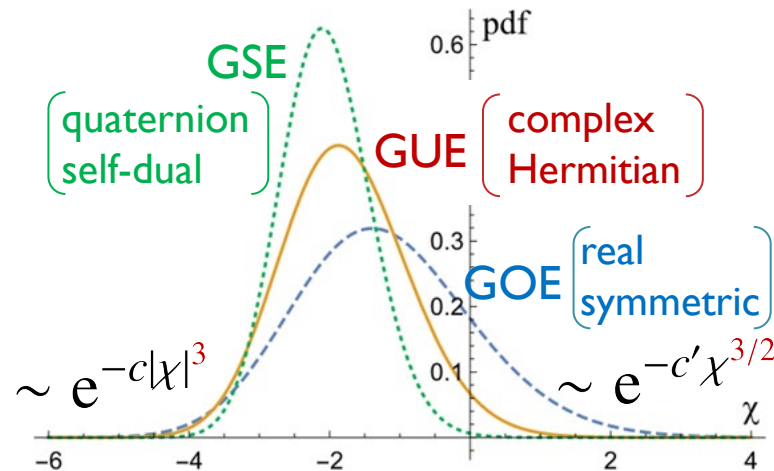 pdf
0.6
GSE
quaternion
self-dual
GUE
complex
Hermitian
0.3
GOE
real
symmetric
0.2
0.1
~ e^{-c|χ|^3}
~ e^{-c′χ^{3/2}}
χ
-6
-4
-2
2
4